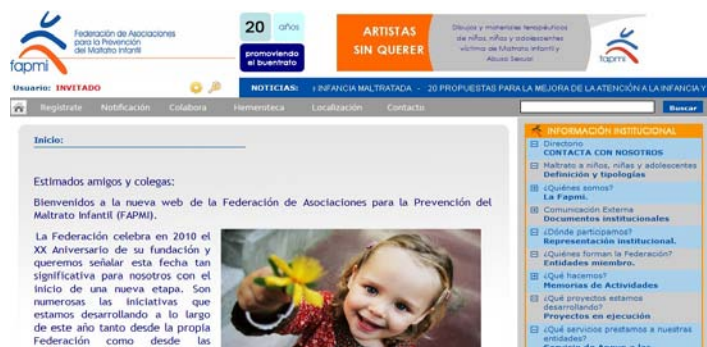 Federación de Asociaciones
para la Prevención
del Maltrato Infantil
fapmi
20 años
promoviendo
el buentrato
ARTISTAS
SIN QUERER
Dibujos y materiales terapéuticos
de niños, niñas y adolescentes
víctima de Maltrato Infantil y
Abuso Sexual
fapmi
Usuario: INVITADO
NOTICIAS:
INFANCIA MALTRATADA - 20 PROPUESTAS PARA LA MEJORA DE LA ATENCIÓN A LA INFANCIA Y
Regístrate Notificación Colabora Hemeroteca Localización Contacto
Buscar
Inicio:
Estimados amigos y colegas:
Bienvenidos a la nueva web de la Federación de Asociaciones para la Prevención del
Maltrato Infantil (FAPMI).
La Federación celebra en 2010 el
XX Aniversario de su fundación y
queremos señalar esta fecha tan
significativa para nosotros con el
inicio de una nueva etapa. Son
numerosas las iniciativas que
estamos desarrollando a lo largo
de este año tanto desde la propia
Federación como desde las
INFORMACIÓN INSTITUCIONAL
Directorio
CONTACTA CON NOSOTROS
Maltrato a niños, niñas y adolescentes
Definición y tipologías
¿Quiénes somos?
La Fapmi.
Comunicación Externa
Documentos institucionales
¿Dónde participamos?
Representación institucional.
¿Quiénes forman la Federación?
Entidades miembro.
¿Qué hacemos?
Memorias de Actividades
¿Qué proyectos estamos
desarrollando?
Proyectos en ejecución
¿Qué servicios prestamos a nuestras
entidades?